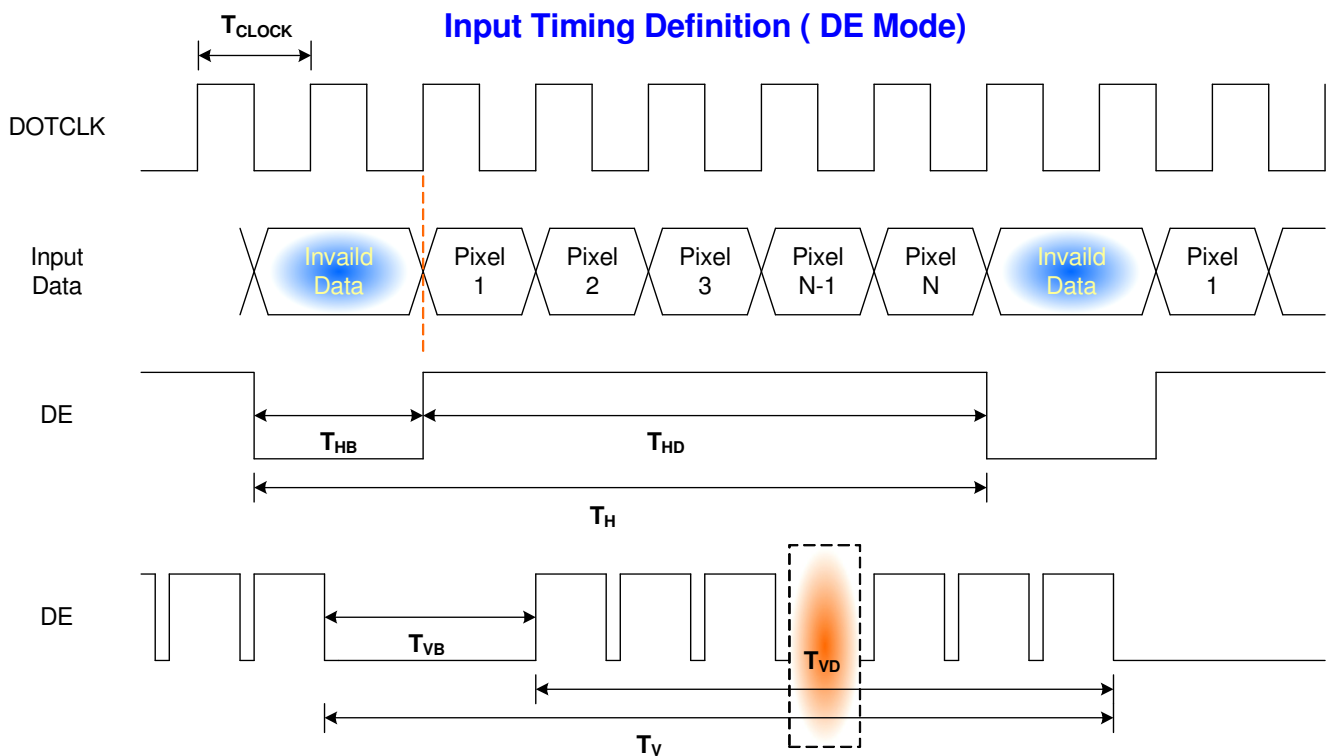 Input Timing Definition ( DE Mode)
TCLOCK
DOTCLK
Input
Data
Invaild
Data
Pixel
1
Pixel
2
Pixel
3
Pixel
N-1
Pixel
N
Invaild
Data
Pixel
1
DE
THB
THD
TH
DE
TVB
TVD
TV